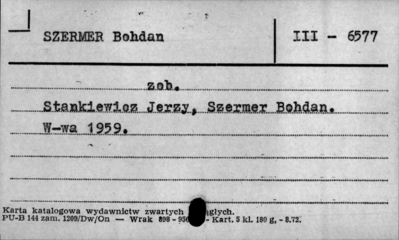 SZERMER Bohdan III - 6577
zob.
Stankiewicz Jerzy, Szermer Bohdan.
W-wa 1959.
Karta katalogowa wydawnictw zwartych
PU-B 144 zam. 1209/Dw/On — Wrak - Kart. 5 kl. 180 g, - 8.72.